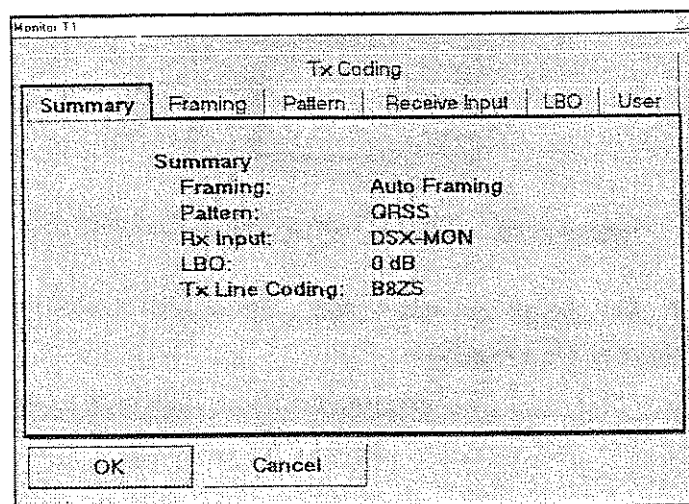 Monitor T1
Tx Coding
Summary Framing Pattern Receive Input LBO User
Summary
Framing: Auto Framing
Pattern: QRSS
Rx Input: DSX-MON
LBO: 0 dB
Tx Line Coding: B8ZS
OK Cancel